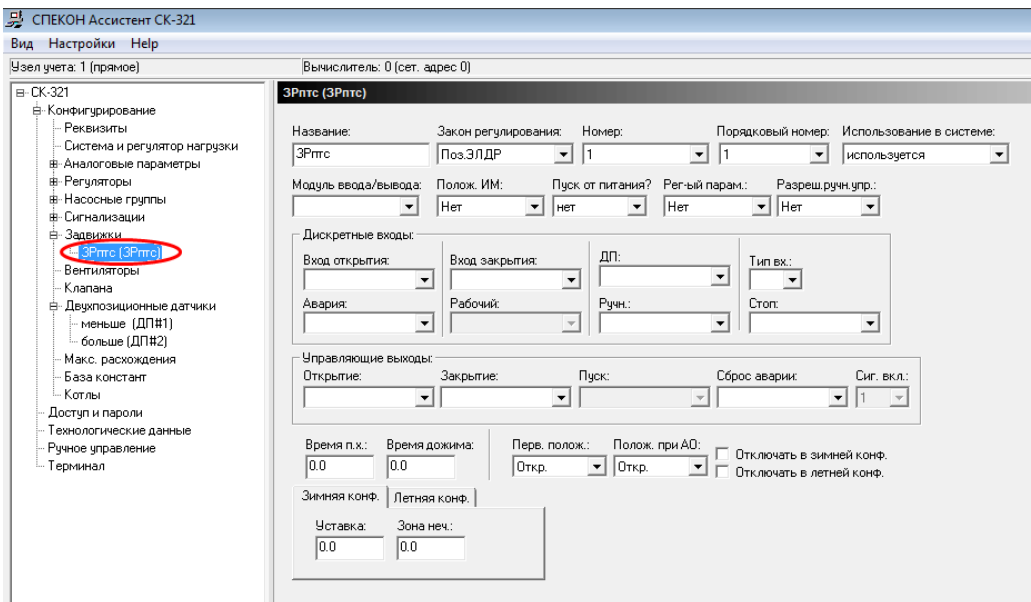 СПЕКОН Ассистент СК-321
Вид Настройки Help
Узел учета: 1 (прямое) Вычислитель: 0 (сет. адрес 0)
СК-321
Конфигурирование
Реквизиты
Система и регулятор нагрузки
Аналоговые параметры
Регуляторы
Насосные группы
Сигнализации
Задвижки
ЗРптс (ЗРптс)
Вентиляторы
Клапана
Двухпозиционные датчики
меньше (ДП#1)
больше (ДП#2)
Макс. расхождения
База констант
Котлы
Доступ и пароли
Технологические данные
Ручное управление
Терминал
ЗРптс (ЗРптс)
Название: Закон регулирования: Номер: Порядковый номер: Использование в системе:
ЗРптс Поз.ЭЛДР 1 1 используется
Модуль ввода/вывода: Полож. ИМ: Пуск от питания? Рег-ый парам.: Разреш.ручн.упр.:
Нет нет Нет Нет
Дискретные входы:
Вход открытия: Вход закрытия: ДП: Тип вх.:
Авария: Рабочий: Ручн.: Стоп:
Управляющие выходы:
Открытие: Закрытие: Пуск: Сброс аварии: Сиг. вкл.:
1
Время п.х.: Время дожима: Перв. полож.: Полож. при АО:
0.0 0.0 Откр. Откр.
Отключать в зимней конф.
Отключать в летней конф.
Зимняя конф. Летняя конф.
Уставка: Зона неч.:
0.0 0.0